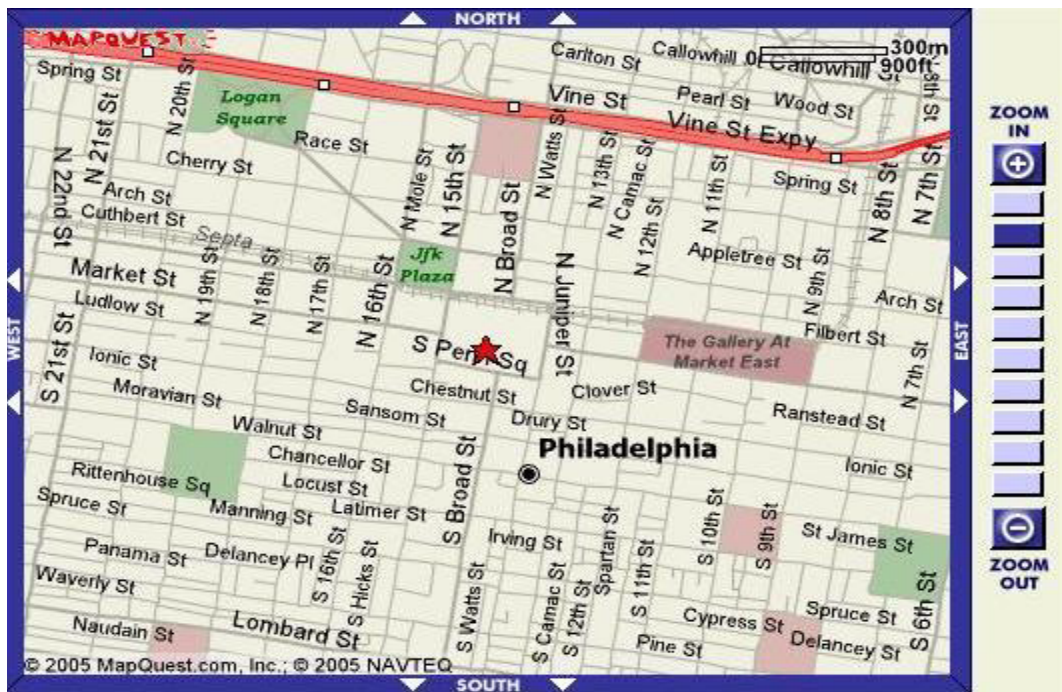 NORTH
MAPQUEST
Carlton St
Callowhill
300m
0
Callowhill
900ft
Spring St
N 20th St
N 21st St
Logan
Square
Vine St
Pearl St
Wood St
8th St
Vine St Expy
ZOOM
IN
Race St
Cherry St
N Mole St
N 15th St
N Watts St
N 13th St
N Camac St
N 11th St
Spring St
N 8th St
N 7th St
N 22nd St
Arch St
Cuthbert St
Septa
N Broad St
N 12th St
Appletree St
Market St
Jfk
Plaza
N 19th St
N 18th St
N 17th St
N 16th St
N Juniper St
N 9th St
Arch St
Ludlow St
Filbert St
WEST
EAST
S 21st St
S Penn Sq
The Gallery At
Market East
N 7th St
Ionic St
Moravian St
Chestnut St
Clover St
Sansom St
Drury St
Ranstead St
Walnut St
Philadelphia
Chancellor St
Ionic St
Rittenhouse Sq
Locust St
S Broad St
Spruce St
Manning St
Latimer St
S 10th St
S 9th St
Irving St
Spartan St
St James St
Panama St
Delancey Pl
S 16th St
S Hicks St
S 11th St
ZOOM
OUT
Waverly St
S Watts St
S Camac St
S 12th St
S 6th St
Naudain St
Lombard St
Cypress St
Spruce St
Pine St
Delancey St
© 2005 MapQuest.com, Inc.; © 2005 NAVTEQ
SOUTH